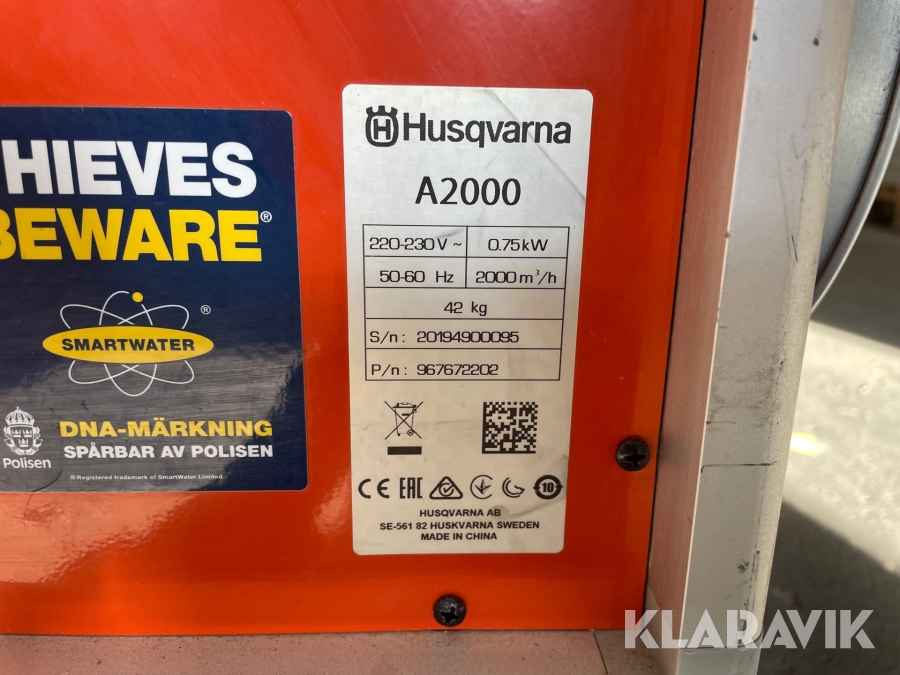 HIEVES
BEWARE®
SMARTWATER ®
DNA-MÄRKNING
SPÅRBAR AV POLISEN
Polisen
®Registered trademark of SmartWater Limited.
Husqvarna
A2000
220-230V ~ 0.75kW
50-60 Hz 2000m³/h
42 kg
S/n: 20194900095
P/n: 967672202
CE EAC 10
HUSQVARNA AB
SE-561 82 HUSKVARNA SWEDEN
MADE IN CHINA
KLARAVIK